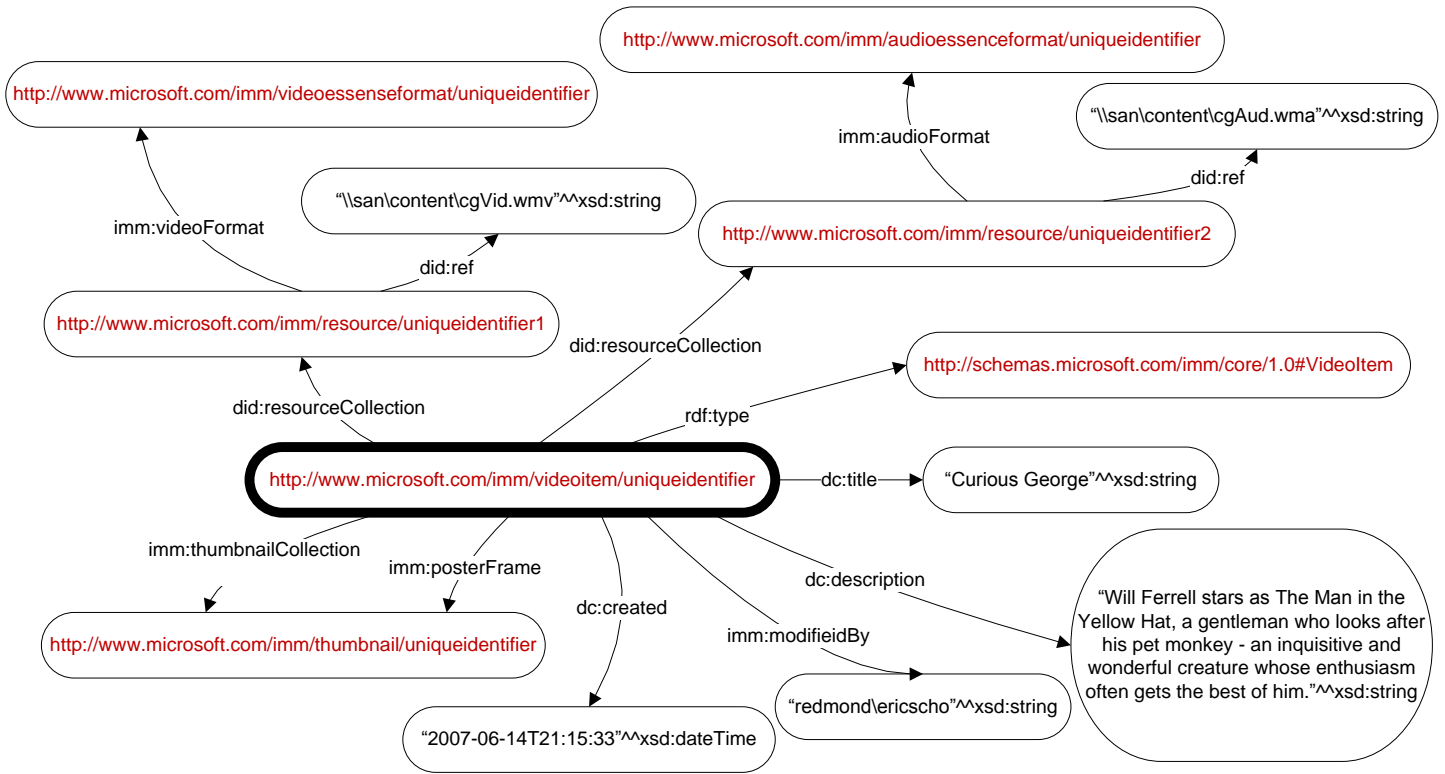 http://www.microsoft.com/imm/audioessenceformat/uniqueidentifier
http://www.microsoft.com/imm/videoessenseformat/uniqueidentifier
“\\san\content\cgAud.wma”^^xsd:string
imm:audioFormat
did:ref
“\\san\content\cgVid.wmv”^^xsd:string
imm:videoFormat
http://www.microsoft.com/imm/resource/uniqueidentifier2
did:ref
http://www.microsoft.com/imm/resource/uniqueidentifier1
did:resourceCollection
http://schemas.microsoft.com/imm/core/1.0#VideoItem
did:resourceCollection
rdf:type
http://www.microsoft.com/imm/videoitem/uniqueidentifier
dc:title
“Curious George”^^xsd:string
imm:thumbnailCollection
imm:posterFrame
dc:description
dc:created
“Will Ferrell stars as The Man in the
Yellow Hat, a gentleman who looks after
his pet monkey - an inquisitive and
wonderful creature whose enthusiasm
often gets the best of him.”^^xsd:string
imm:modifieidBy
http://www.microsoft.com/imm/thumbnail/uniqueidentifier
“redmond\ericscho”^^xsd:string
“2007-06-14T21:15:33”^^xsd:dateTime